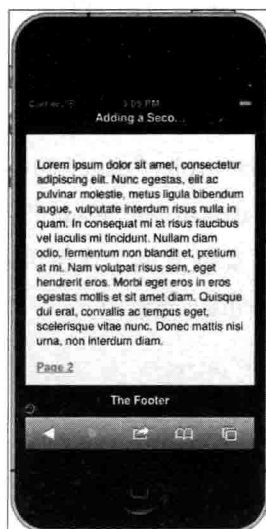 Carrier
3:05 PM
Adding a Seco...
Lorem ipsum dolor sit amet, consectetur
adipiscing elit. Nunc egestas, elit ac
pulvinar molestie, metus ligula bibendum
augue, vulputate interdum risus nulla in
quam. In consequat mi at risus faucibus
vel iaculis mi tincidunt. Nullam diam
odio, fermentum non blandit et, pretium
at mi. Nam volutpat risus sem, eget
hendrerit eros. Morbi eget eros in eros
egestas mollis et sit amet diam. Quisque
dui erat, convallis ac tempus eget,
scelerisque vitae nunc. Donec mattis nisi
urna, non interdum diam.
Page 2
The Footer